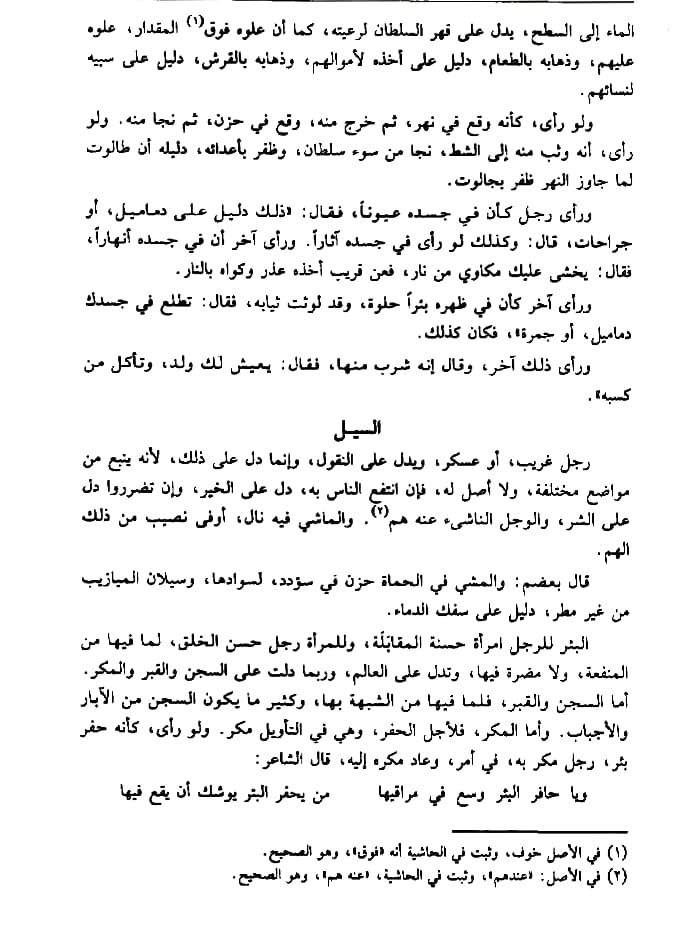 الماء إلى السطح، يدل على قهر السلطان لرعيته، كما أن علوه فوق(١) المقدار، علوه
عليهم، وذهابه بالطعام، دليل على أخذه لأموالهم، وذهابه بالقرش، دليل على سبيه
لنسائهم.
ولو رأى، كأنه وقع في نهر، ثم خرج منه، وقع في حزن، ثم نجا منه. ولو
رأى، أنه وثب منه إلى الشط، نجا من سوء سلطان، وظفر بأعدائه، دليله أن طالوت
لما جاوز النهر ظفر بجالوت.
ورأى رجل كأن في جسده عيوناً، فقال: «ذلك دليل على دماميل، أو
جراحات، قال: وكذلك لو رأى في جسده آثاراً. ورأى آخر أن في جسده أنهاراً،
فقال: يخشى عليك مكاوي من نار، فعن قريب أخذه عذر وكواه بالنار.
ورأى آخر كأن في ظهره بئراً حلوة، وقد لوثت ثيابه، فقال: تطلع في جسدك
دماميل، أو جمرة»، فكان كذلك.
ورأى ذلك آخر، وقال إنه شرب منها، فقال: يعيش لك ولد، وتأكل من
كسبه».
السيل
رجل غريب، أو عسكر، ويدل على النقول، وإنما دل على ذلك، لأنه ينبع من
مواضع مختلفة، ولا أصل له، فإن انتفع الناس به، دل على الخير، وإن تضرروا دل
على الشر، والوجل الناشىء عنه هم(٢). والماشي فيه نال، أوفى نصيب من ذلك
الهم.
قال بعضم: والمشي في الحماة حزن في سؤدد، لسوادها، وسيلان الميازيب
من غير مطر، دليل على سفك الدماء.
البئر للرجل امرأة حسنة المقابَلَة، وللمرأة رجل حسن الخلق، لما فيها من
المنفعة، ولا مضرة فيها، وتدل على العالم، وربما دلت على السجن والقبر والمكر.
أما السجن والقبر، فلما فيها من الشبهة بها، وكثير ما يكون السجن من الآبار
والأجباب. وأما المكر، فلأجل الحفر، وهي في التأويل مكر. ولو رأى، كأنه حفر
بئر، رجل مكر به، في أمر، وعاد مكره إليه، قال الشاعر:
ويا حافر البئر وسع في مراقيها من يحفر البئر يوشك أن يقع فيها
(١) في الأصل خوف، وثبت في الحاشية أنه «فوق»، وهو الصحيح.
(٢) في الأصل: «عندهم»، وثبت في الحاشية، «عنه هم»، وهو الصحيح.